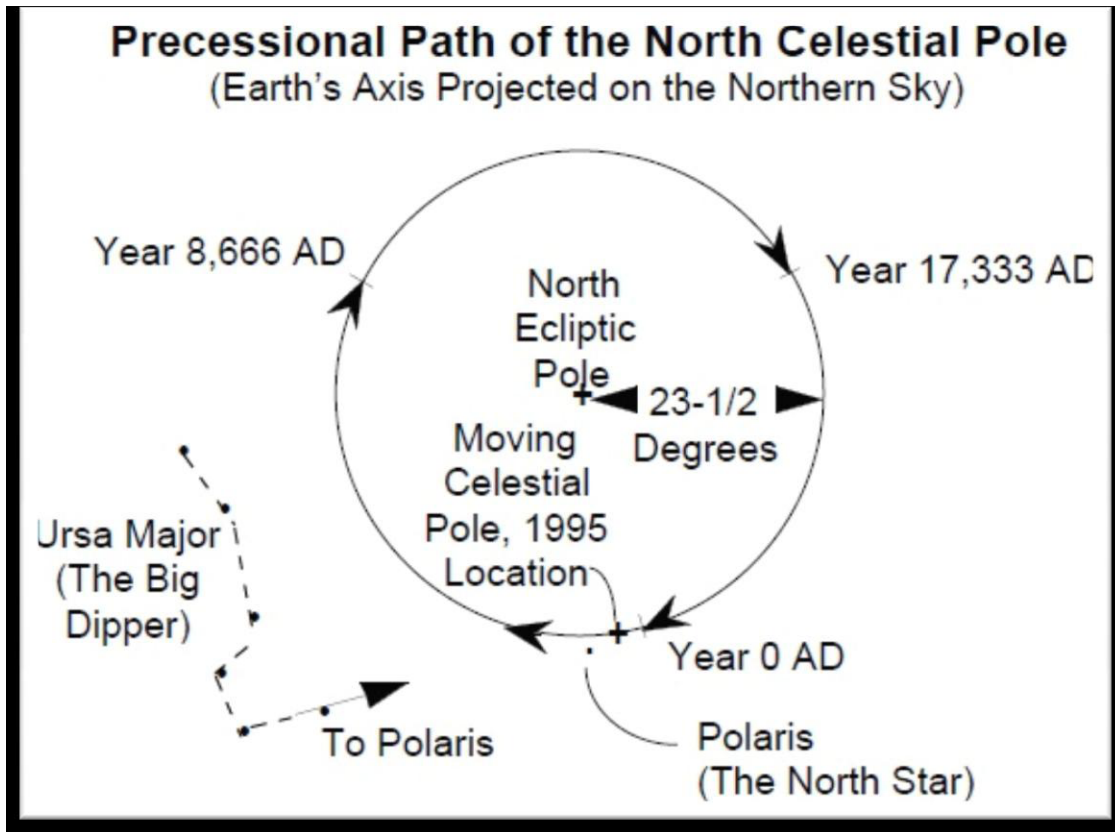 Precessional Path of the North Celestial Pole
(Earth's Axis Projected on the Northern Sky)
Year 8,666 AD
Year 17,333 AD
North
Ecliptic
Pole
23-1/2
Degrees
Moving
Celestial
Pole, 1995
Location
Ursa Major
(The Big
Dipper)
Year 0 AD
To Polaris
Polaris
(The North Star)